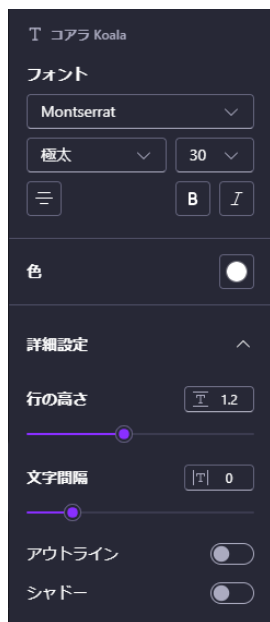 T コアラ Koala
フォント
Montserrat
極太 30
B I
色
詳細設定
行の高さ T 1.2
文字間隔 |T| 0
アウトライン
シャドー